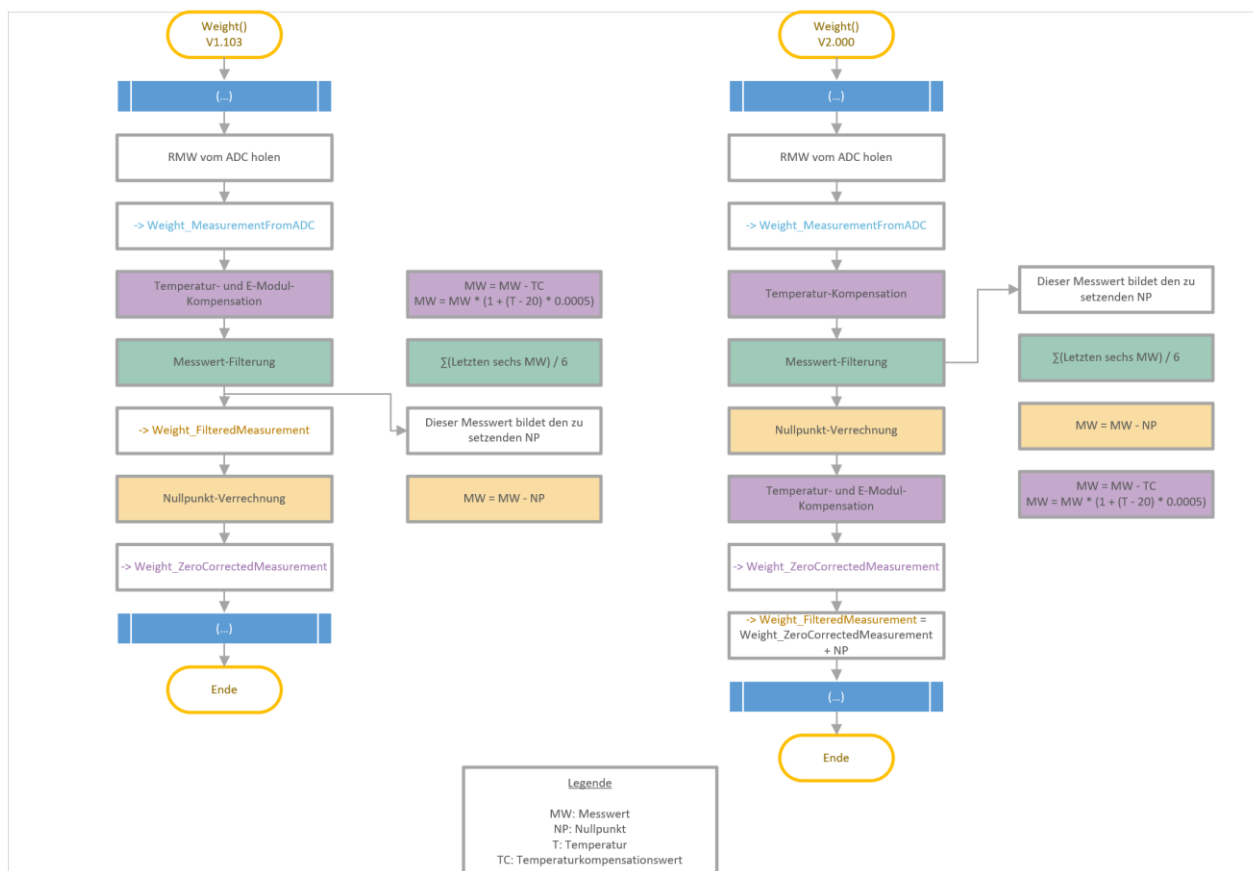 Weight()
V1.103
(...)
RMW vom ADC holen
-> Weight_MeasurementFromADC
Temperatur- und E-Modul-
Kompensation
MW = MW - TC
MW = MW * (1 + (T - 20) * 0.0005)
Messwert-Filterung
∑(Letzten sechs MW) / 6
-> Weight_FilteredMeasurement
Dieser Messwert bildet den zu
setzenden NP
Nullpunkt-Verrechnung
MW = MW - NP
-> Weight_ZeroCorrectedMeasurement
(...)
Ende
Weight()
V2.000
(...)
RMW vom ADC holen
-> Weight_MeasurementFromADC
Temperatur-Kompensation
Dieser Messwert bildet den zu
setzenden NP
Messwert-Filterung
∑(Letzten sechs MW) / 6
Nullpunkt-Verrechnung
MW = MW - NP
Temperatur- und E-Modul-
Kompensation
MW = MW - TC
MW = MW * (1 + (T - 20) * 0.0005)
-> Weight_ZeroCorrectedMeasurement
-> Weight_FilteredMeasurement =
Weight_ZeroCorrectedMeasurement
+ NP
(...)
Ende
Legende
MW: Messwert
NP: Nullpunkt
T: Temperatur
TC: Temperaturkompensationswert